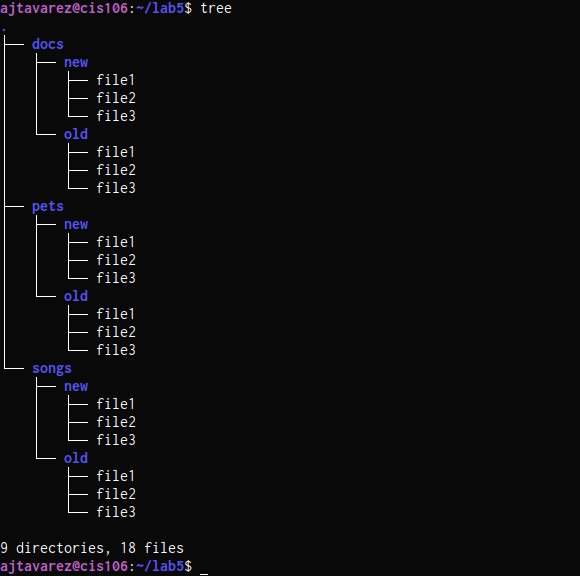 ajtavarez@cis106:~/lab5$ tree
.
├── docs
│   ├── new
│   │   ├── file1
│   │   ├── file2
│   │   └── file3
│   └── old
│       ├── file1
│       ├── file2
│       └── file3
├── pets
│   ├── new
│   │   ├── file1
│   │   ├── file2
│   │   └── file3
│   └── old
│       ├── file1
│       ├── file2
│       └── file3
└── songs
    ├── new
    │   ├── file1
    │   ├── file2
    │   └── file3
    └── old
        ├── file1
        ├── file2
        └── file3

9 directories, 18 files
ajtavarez@cis106:~/lab5$ _